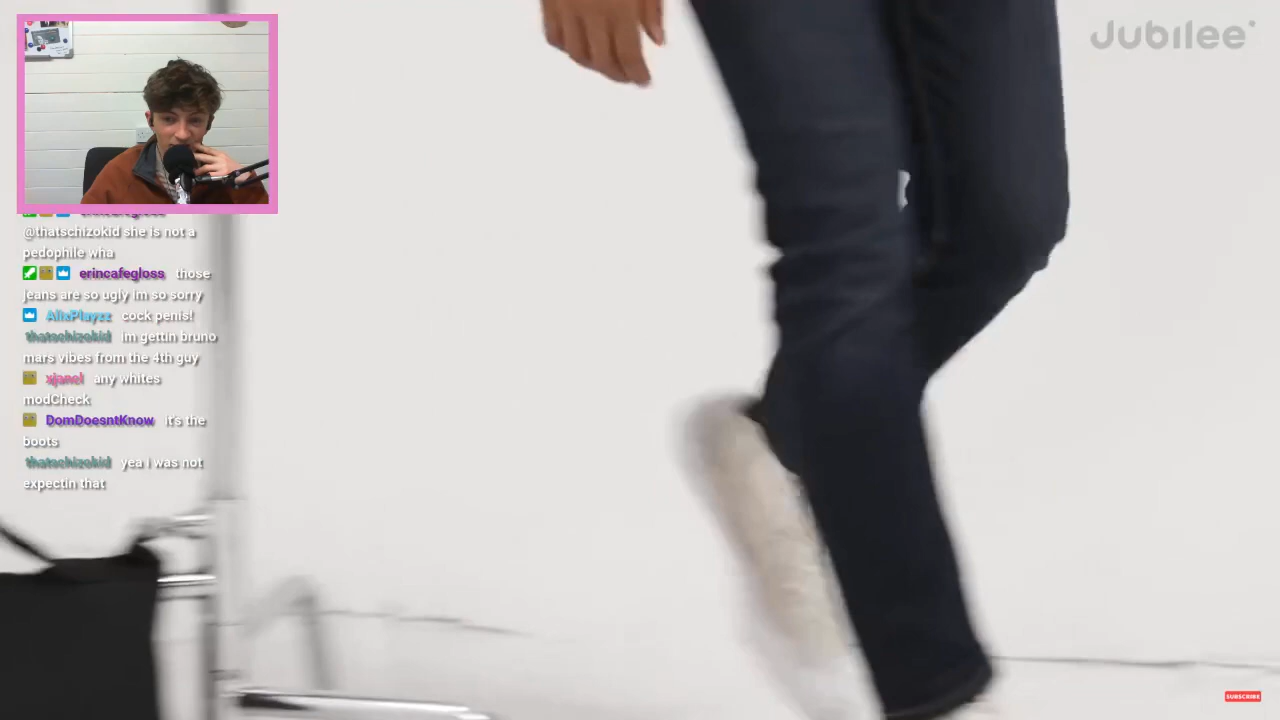 Jubilee
@thatschizokid she is not a
pedophile wha
erincafegloss those
jeans are so ugly im so sorry
AlixPlayzz cock penis!
thatschizokid im gettin bruno
mars vibes from the 4th guy
xjanel any whites
modCheck
DomDoesntKnow it's the
boots
thatschizokid yea i was not
expectin that
SUBSCRIBE